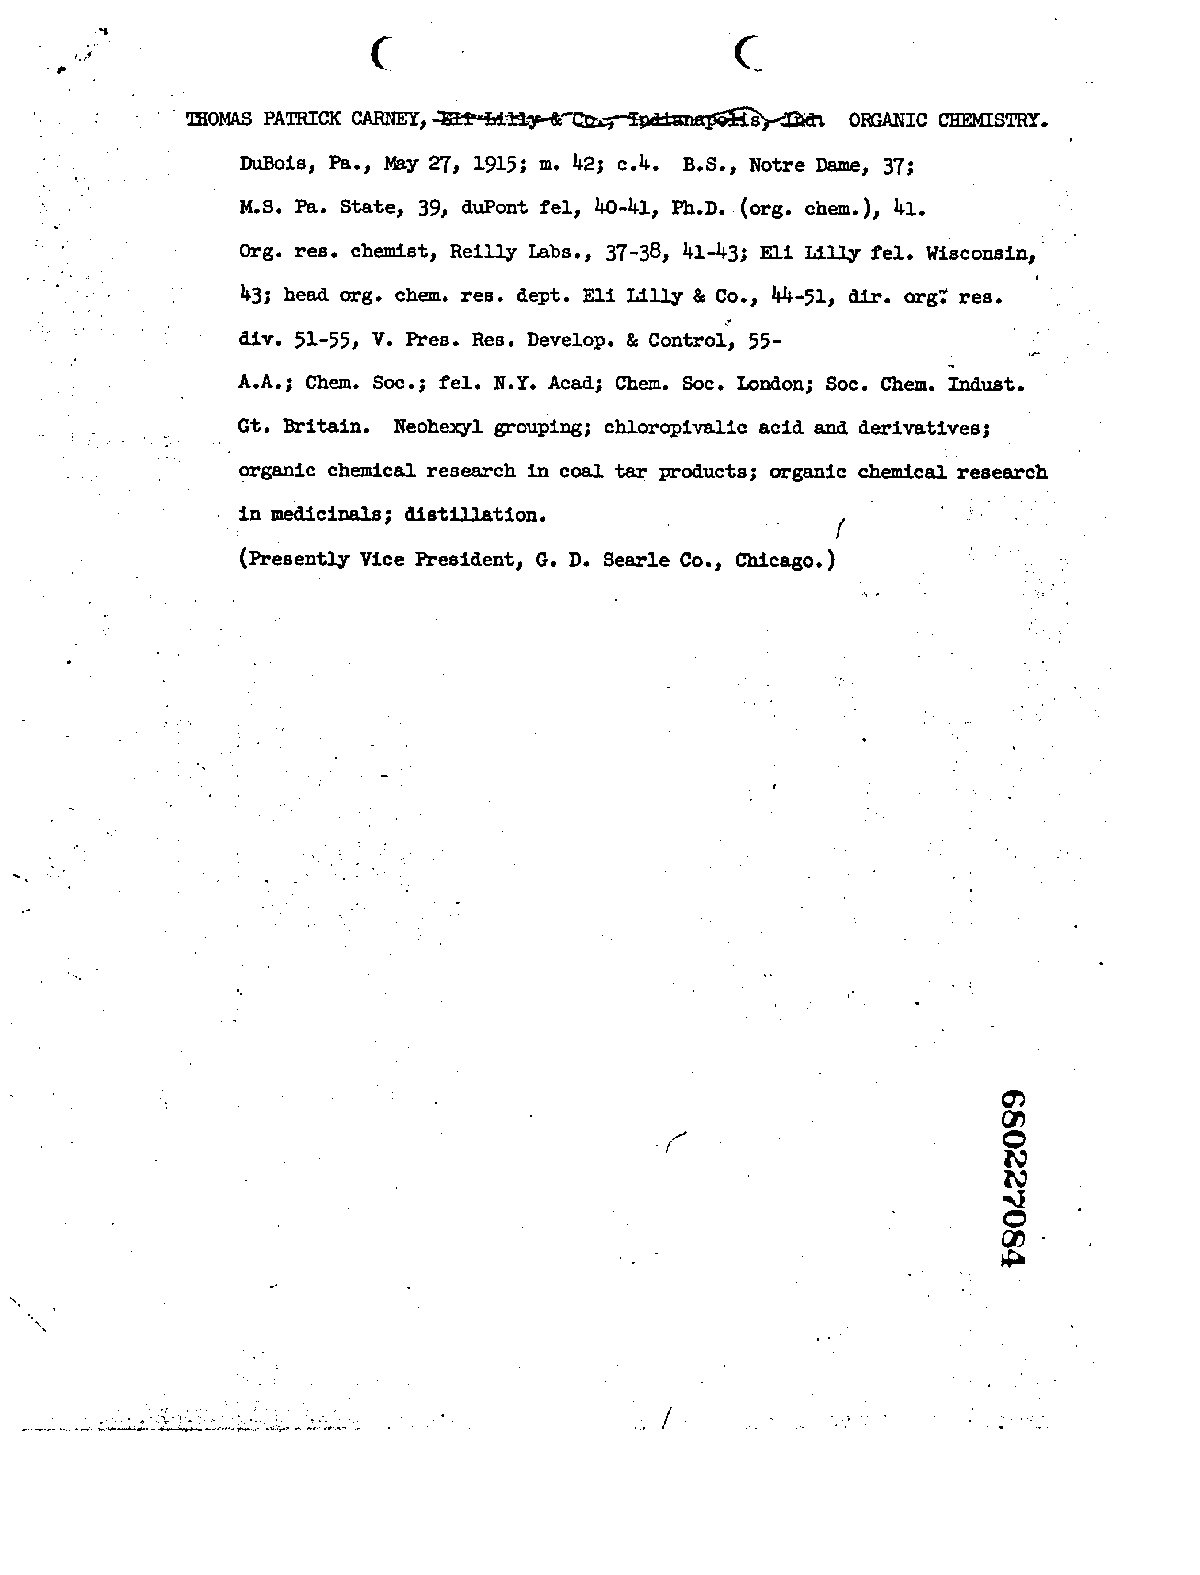 THOMAS PATRICK CARNEY, Eli Lilly & Co., Indianapolis, Ind. ORGANIC CHEMISTRY.
DuBois, Pa., May 27, 1915; m. 42; c.4. B.S., Notre Dame, 37;
M.S. Pa. State, 39, duPont fel, 40-41, Ph.D. (org. chem.), 41.
Org. res. chemist, Reilly Labs., 37-38, 41-43; Eli Lilly fel. Wisconsin,
43; head org. chem. res. dept. Eli Lilly & Co., 44-51, dir. org. res.
div. 51-55, V. Pres. Res. Develop. & Control, 55-
A.A.; Chem. Soc.; fel. N.Y. Acad; Chem. Soc. London; Soc. Chem. Indust.
Gt. Britain. Neohexyl grouping; chloropivalic acid and derivatives;
organic chemical research in coal tar products; organic chemical research
in medicinals; distillation.
(Presently Vice President, G. D. Searle Co., Chicago.)
680227084